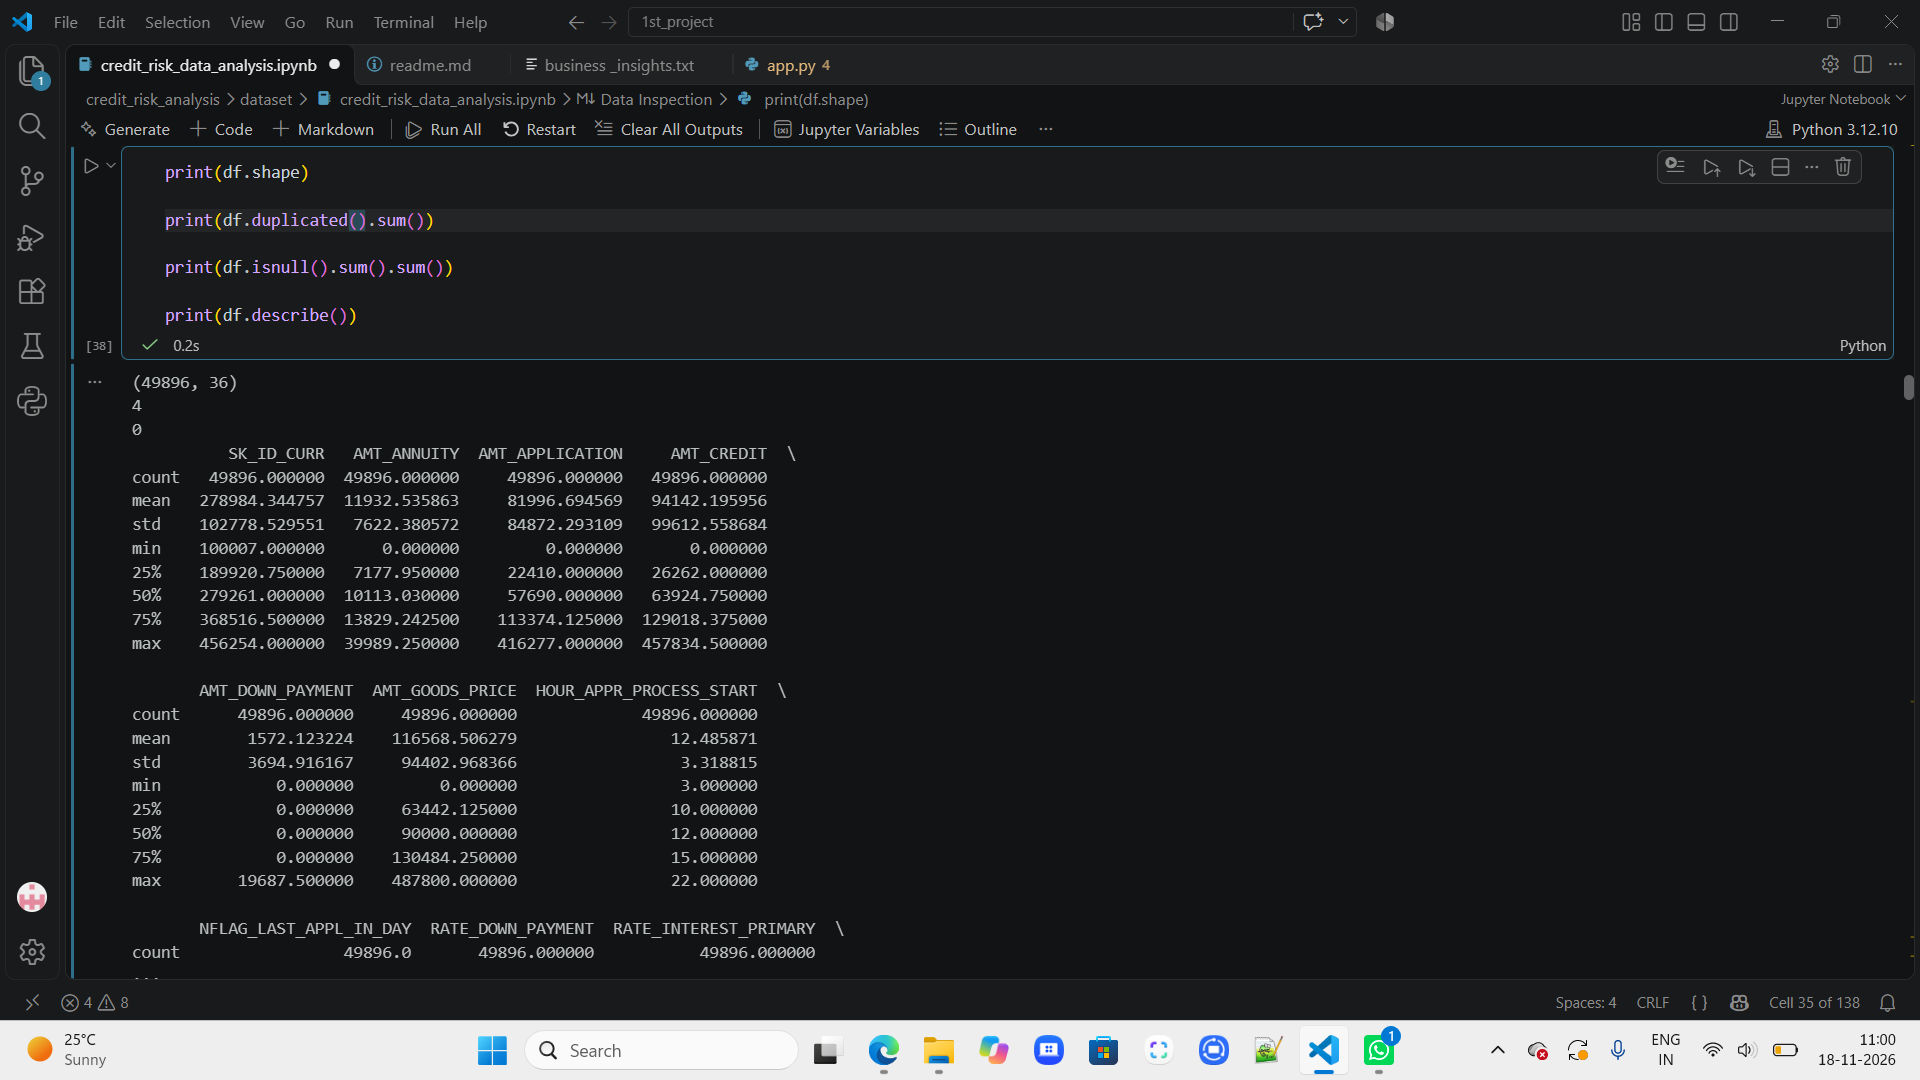 File Edit Selection View Go Run Terminal Help
1st_project
1
credit_risk_data_analysis.ipynb
readme.md
business _insights.txt
app.py 4
credit_risk_analysis > dataset > credit_risk_data_analysis.ipynb > M↓ Data Inspection > print(df.shape)
Jupyter Notebook
Generate + Code + Markdown Run All Restart Clear All Outputs Jupyter Variables Outline ...
Python 3.12.10
print(df.shape)
print(df.duplicated().sum())
print(df.isnull().sum().sum())
print(df.describe())
[38] 0.2s
Python
... (49896, 36)
4
0
SK_ID_CURR AMT_ANNUITY AMT_APPLICATION AMT_CREDIT \
count 49896.000000 49896.000000 49896.000000 49896.000000
mean 278984.344757 11932.535863 81996.694569 94142.195956
std 102778.529551 7622.380572 84872.293109 99612.558684
min 100007.000000 0.000000 0.000000 0.000000
25% 189920.750000 7177.950000 22410.000000 26262.000000
50% 279261.000000 10113.030000 57690.000000 63924.750000
75% 368516.500000 13829.242500 113374.125000 129018.375000
max 456254.000000 39989.250000 416277.000000 457834.500000
AMT_DOWN_PAYMENT AMT_GOODS_PRICE HOUR_APPR_PROCESS_START \
count 49896.000000 49896.000000 49896.000000
mean 1572.123224 116568.506279 12.485871
std 3694.916167 94402.968366 3.318815
min 0.000000 0.000000 3.000000
25% 0.000000 63442.125000 10.000000
50% 0.000000 90000.000000 12.000000
75% 0.000000 130484.250000 15.000000
max 19687.500000 487800.000000 22.000000
NFLAG_LAST_APPL_IN_DAY RATE_DOWN_PAYMENT RATE_INTEREST_PRIMARY \
count 49896.0 49896.000000 49896.000000
...
4 8
Spaces: 4 CRLF { } Cell 35 of 138
25°C
Sunny
Search
1
ENG
IN
11:00
18-11-2026